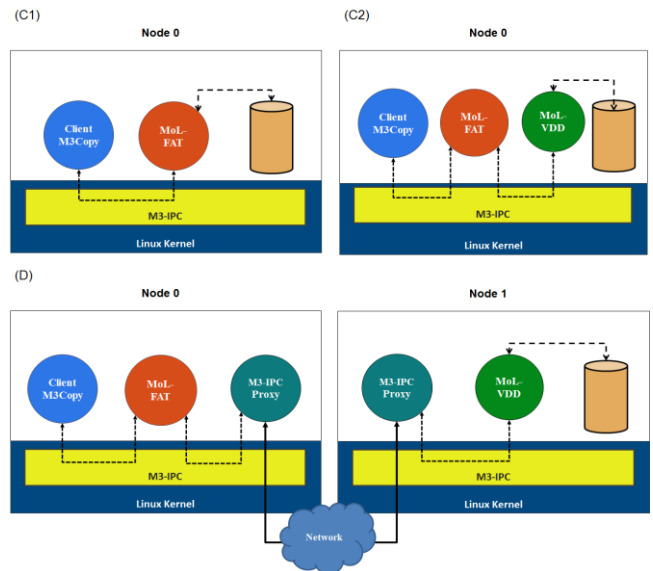 (C1)
Node 0
Client
M3Copy
MoL-
FAT
M3-IPC
Linux Kernel
(C2)
Node 0
Client
M3Copy
MoL-
FAT
MoL-
VDD
M3-IPC
Linux Kernel
(D)
Node 0
Client
M3Copy
MoL-
FAT
M3-IPC
Proxy
M3-IPC
Linux Kernel
Node 1
M3-IPC
Proxy
MoL-
VDD
M3-IPC
Linux Kernel
Network